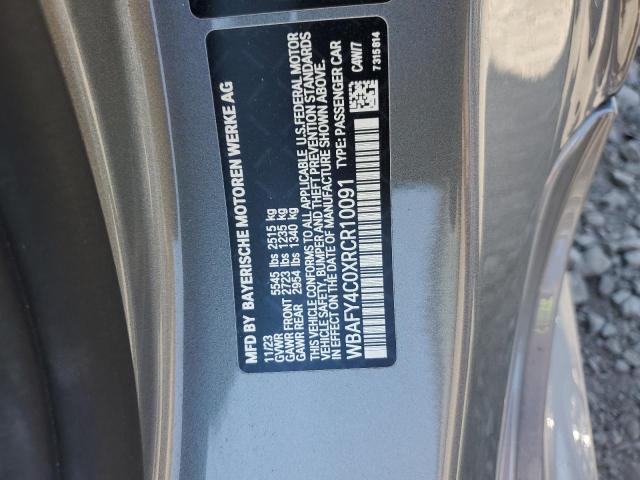 MFD BY BAYERISCHE MOTOREN WERKE AG
11/23
GVWR 5545 lbs 2515 kg
GAWR FRONT 2723 lbs 1235 kg
GAWR REAR 2954 lbs 1340 kg
THIS VEHICLE CONFORMS TO ALL APPLICABLE U.S.FEDERAL MOTOR
VEHICLE SAFETY, BUMPER AND THEFT PREVENTION STANDARDS
IN EFFECT ON THE DATE OF MANUFACTURE SHOWN ABOVE.
WBAFY4C0XRCR10091 TYPE: PASSENGER CAR
C4WI7
7315814